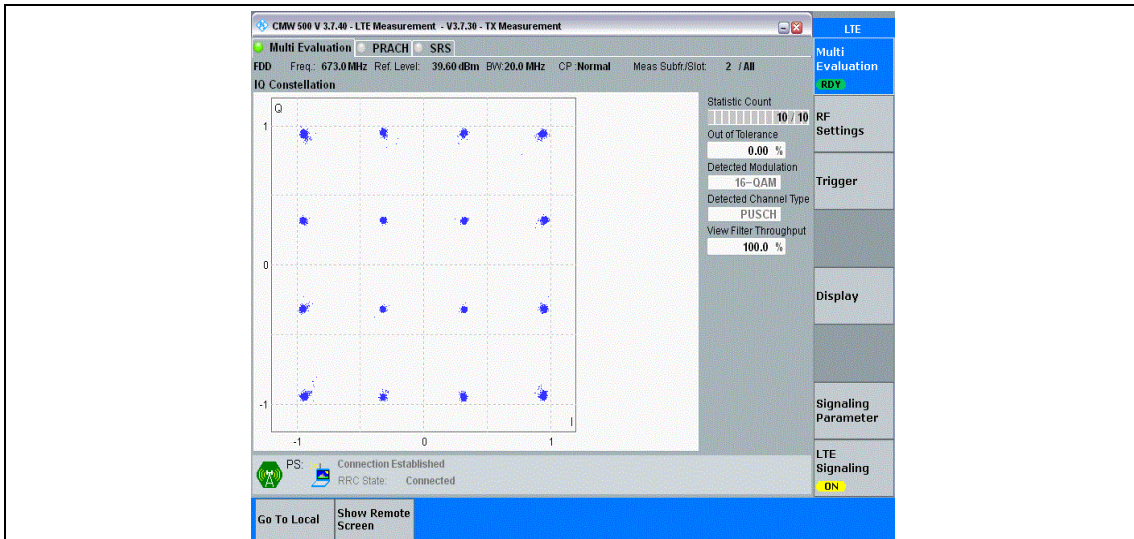 CMW 500 V 3.7.40 - LTE Measurement - V3.7.30 - TX Measurement
LTE
Multi Evaluation PRACH SRS
Multi
Evaluation
RDY
FDD Freq.: 673.0 MHz Ref. Level: 39.60 dBm BW: 20.0 MHz CP : Normal Meas Subfr./Slot: 2 / All
IQ Constellation
Q
1
0
-1
-1 0 1
I
Statistic Count
10 / 10
Out of Tolerance
0.00 %
Detected Modulation
16-QAM
Detected Channel Type
PUSCH
View Filter Throughput
100.0 %
RF
Settings
Trigger
Display
Signaling
Parameter
LTE
Signaling
ON
PS: Connection Established
RRC State: Connected
Go To Local
Show Remote
Screen